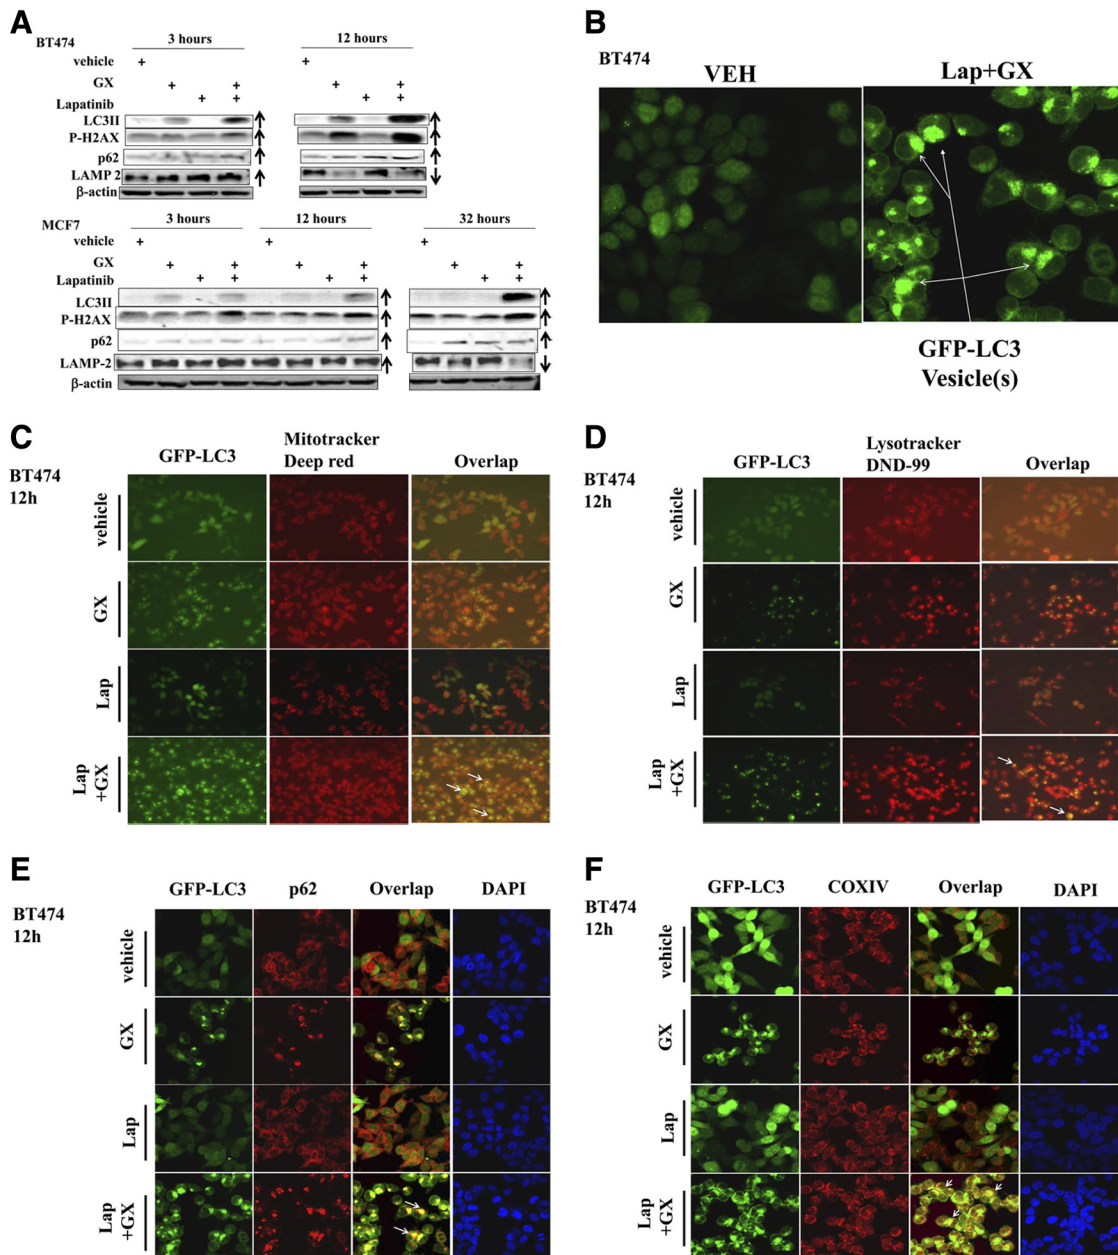 A
BT474
3 hours
12 hours
vehicle + +
GX + + + +
Lapatinib + + + +
LC3II
P-H2AX
p62
LAMP 2
β-actin
MCF7
3 hours
12 hours
32 hours
vehicle + + +
GX + + + + + +
Lapatinib + + + + + +
LC3II
P-H2AX
p62
LAMP-2
β-actin
B
BT474
VEH
Lap+GX
GFP-LC3
Vesicle(s)
C
BT474
12h
GFP-LC3
Mitotracker
Deep red
Overlap
vehicle
GX
Lap
Lap
+GX
D
BT474
12h
GFP-LC3
Lysotracker
DND-99
Overlap
vehicle
GX
Lap
Lap
+GX
E
BT474
12h
GFP-LC3
p62
Overlap
DAPI
vehicle
GX
Lap
Lap
+GX
F
BT474
12h
GFP-LC3
COXIV
Overlap
DAPI
vehicle
GX
Lap
Lap
+GX